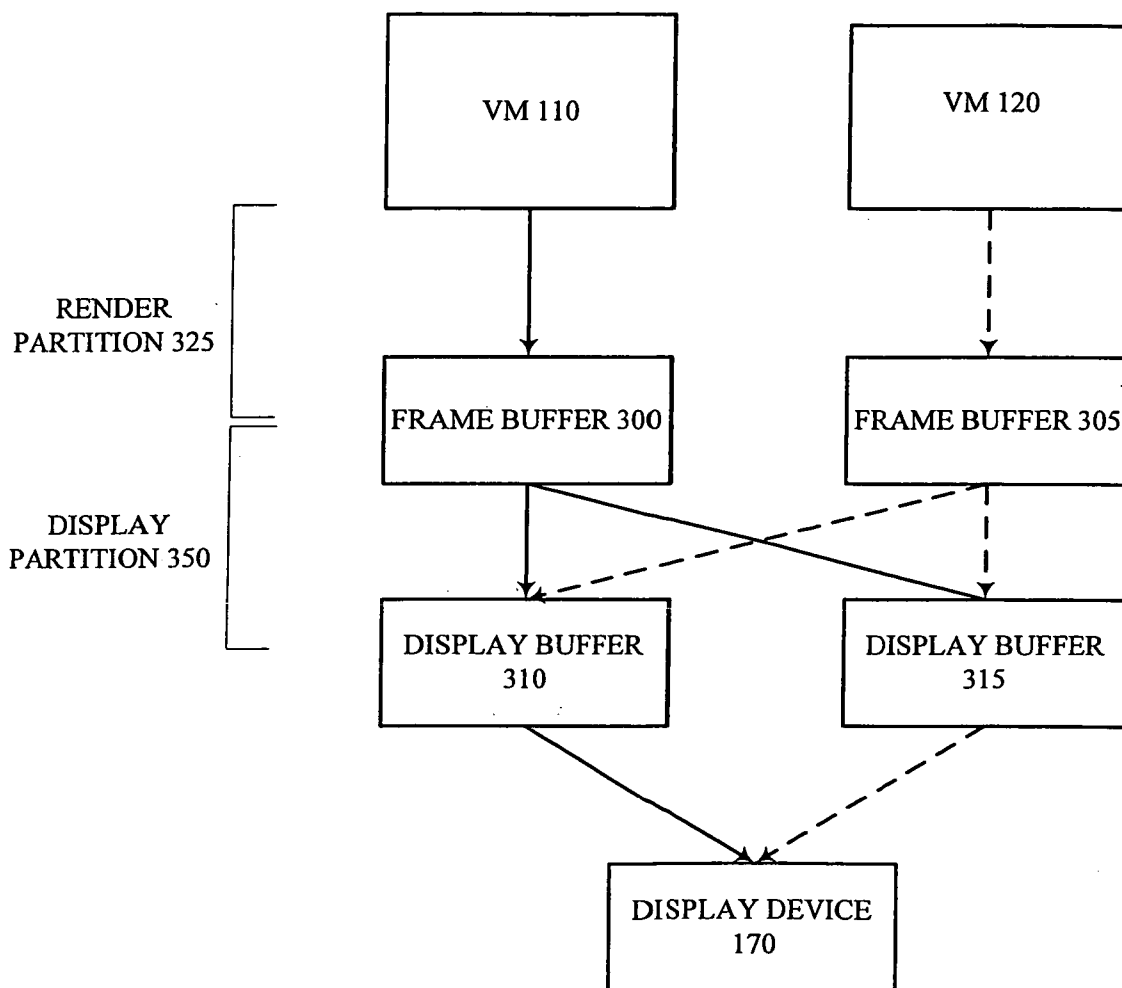 VM 110
VM 120
RENDER
PARTITION 325
FRAME BUFFER 300
FRAME BUFFER 305
DISPLAY
PARTITION 350
DISPLAY BUFFER
310
DISPLAY BUFFER
315
DISPLAY DEVICE
170